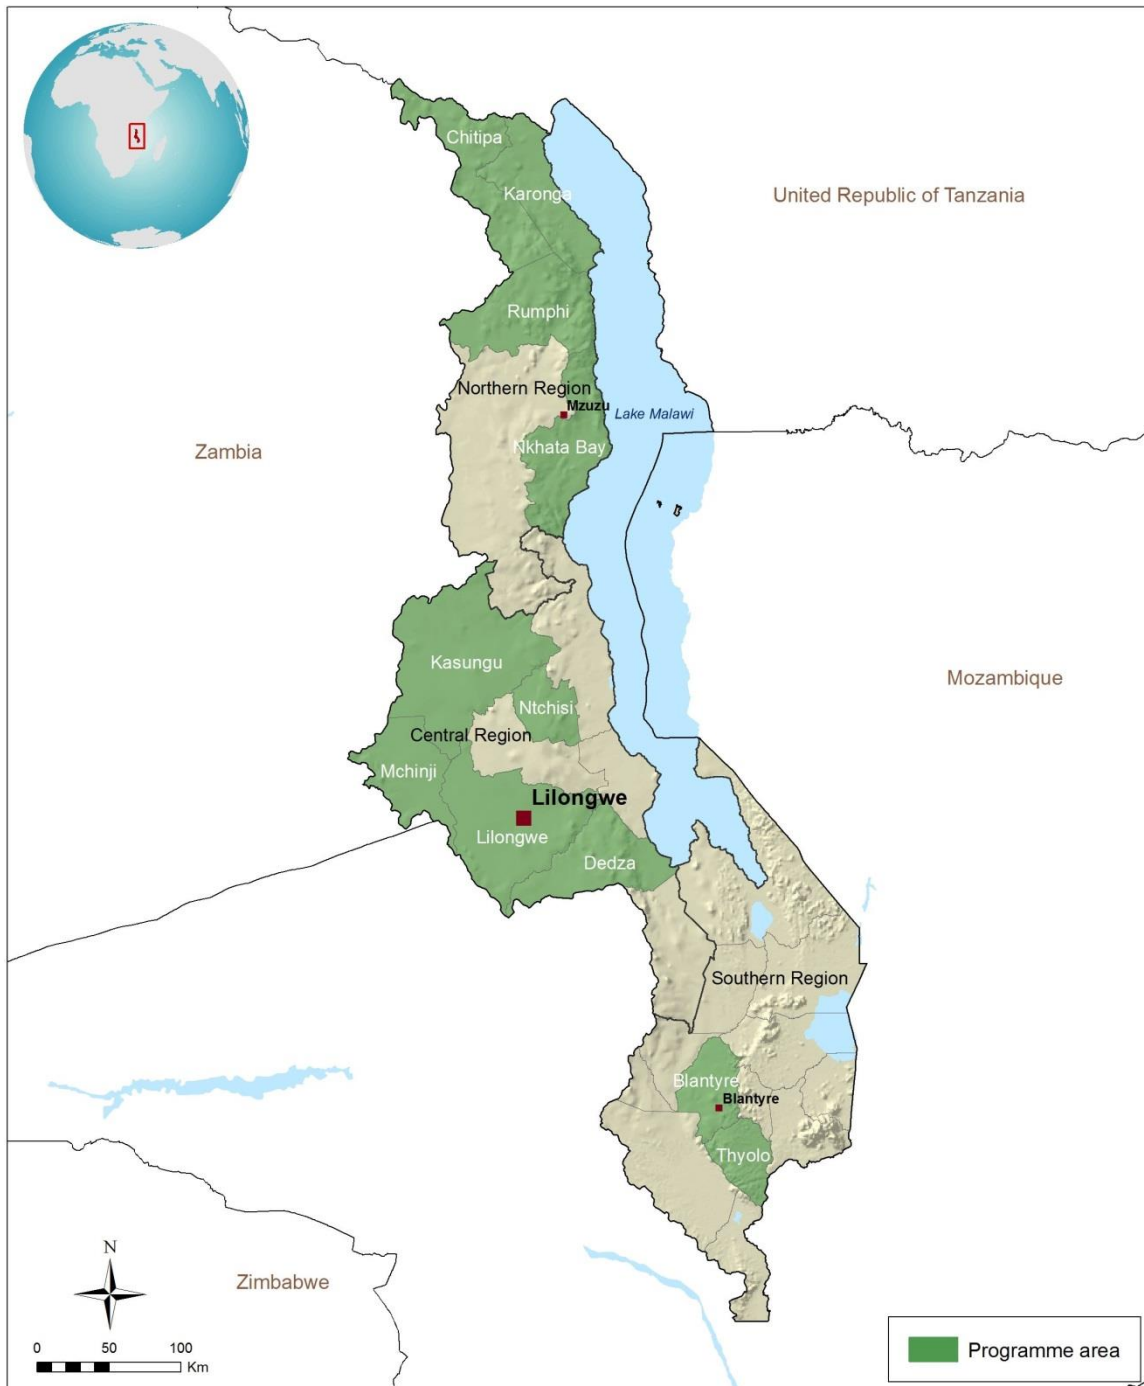 Chitipa
Karonga
United Republic of Tanzania
Rumphi
Northern Region
Mzuzu
Lake Malawi
Nkhata Bay
Zambia
Kasungu
Mozambique
Ntchisi
Central Region
Mchinji
Lilongwe
Lilongwe
Dedza
Southern Region
Blantyre
Blantyre
Thyolo
N
Zimbabwe
0 50 100
Km
Programme area